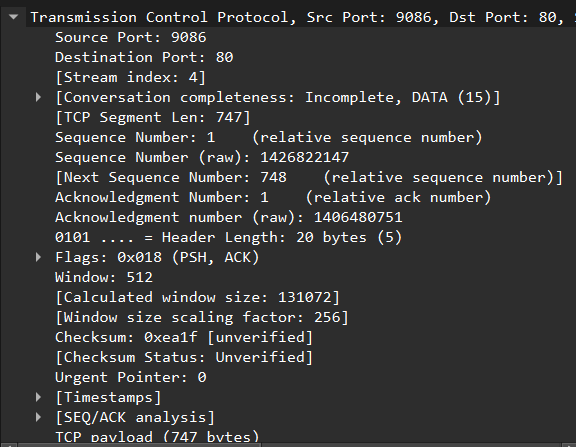 Transmission Control Protocol, Src Port: 9086, Dst Port: 80,
Source Port: 9086
Destination Port: 80
[Stream index: 4]
[Conversation completeness: Incomplete, DATA (15)]
[TCP Segment Len: 747]
Sequence Number: 1    (relative sequence number)
Sequence Number (raw): 1426822147
[Next Sequence Number: 748    (relative sequence number)]
Acknowledgment Number: 1    (relative ack number)
Acknowledgment number (raw): 1406480751
0101 .... = Header Length: 20 bytes (5)
Flags: 0x018 (PSH, ACK)
Window: 512
[Calculated window size: 131072]
[Window size scaling factor: 256]
Checksum: 0xea1f [unverified]
[Checksum Status: Unverified]
Urgent Pointer: 0
[Timestamps]
[SEQ/ACK analysis]
TCP payload (747 bytes)